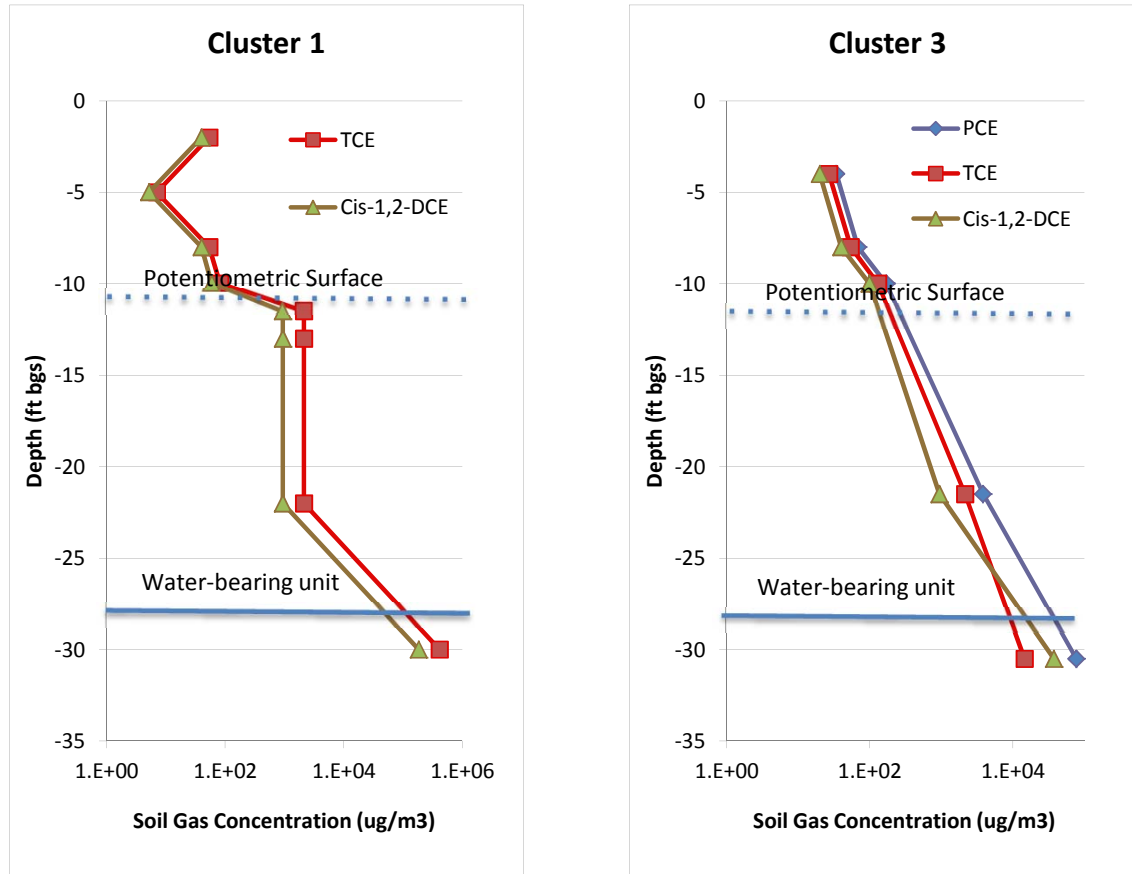 Cluster 1
0
-5
-10
-15
-20
-25
-30
-35
Depth (ft bgs)
TCE
Cis-1,2-DCE
Potentiometric Surface
Water-bearing unit
1.E+00 1.E+02 1.E+04 1.E+06
Soil Gas Concentration (ug/m3)
Cluster 3
0
-5
-10
-15
-20
-25
-30
-35
Depth (ft bgs)
PCE
TCE
Cis-1,2-DCE
Potentiometric Surface
Water-bearing unit
1.E+00 1.E+02 1.E+04
Soil Gas Concentration (ug/m3)